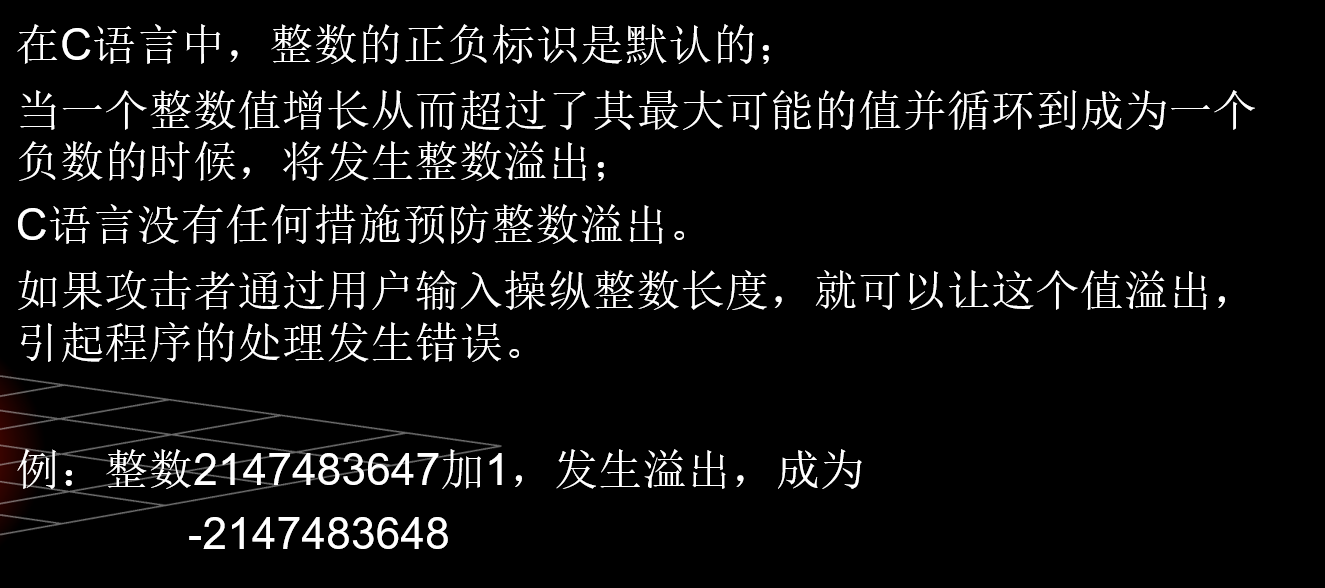 在C语言中，整数的正负标识是默认的；
当一个整数值增长从而超过了其最大可能的值并循环到成为一个
负数的时候，将发生整数溢出；
C语言没有任何措施预防整数溢出。
如果攻击者通过用户输入操纵整数长度，就可以让这个值溢出，
引起程序的处理发生错误。
例：整数2147483647加1，发生溢出，成为
-2147483648